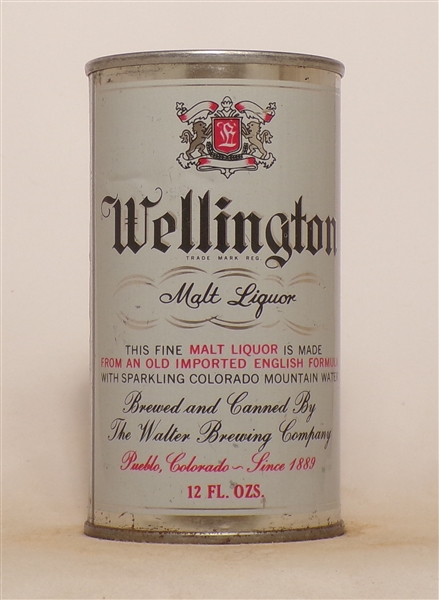 Wellington
TRADE MARK REG.
Malt Liquor
THIS FINE MALT LIQUOR IS MADE
FROM AN OLD IMPORTED ENGLISH FORMULA
WITH SPARKLING COLORADO MOUNTAIN WATER
Brewed and Canned By
The Walter Brewing Company
Pueblo, Colorado ~ Since 1889
12 FL. OZS.